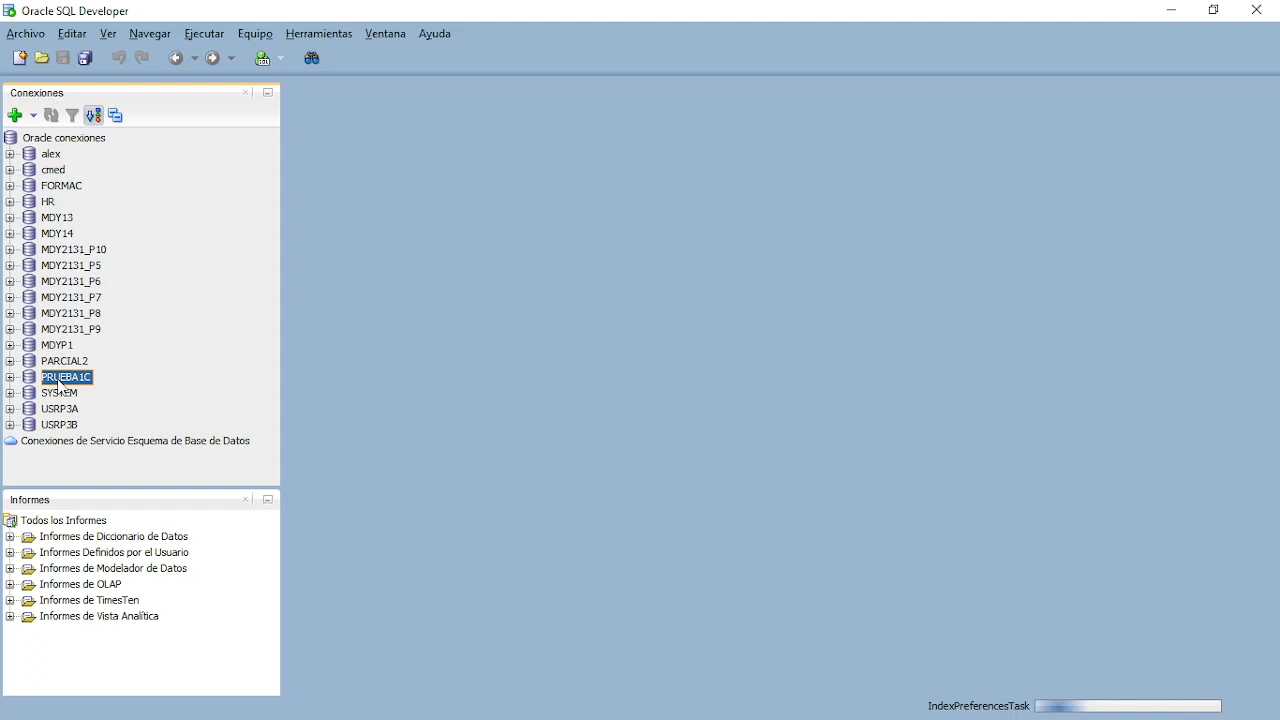 Oracle SQL Developer
Archivo Editar Ver Navegar Ejecutar Equipo Herramientas Ventana Ayuda
SQL
Conexiones
Oracle conexiones
alex
cmed
FORMAC
HR
MDY13
MDY14
MDY2131_P10
MDY2131_P5
MDY2131_P6
MDY2131_P7
MDY2131_P8
MDY2131_P9
MDYP1
PARCIAL2
PRUEBA1C
SYSTEM
USRP3A
USRP3B
Conexiones de Servicio Esquema de Base de Datos
Informes
Todos los Informes
Informes de Diccionario de Datos
Informes Definidos por el Usuario
Informes de Modelador de Datos
Informes de OLAP
Informes de TimesTen
Informes de Vista Analítica
IndexPreferencesTask